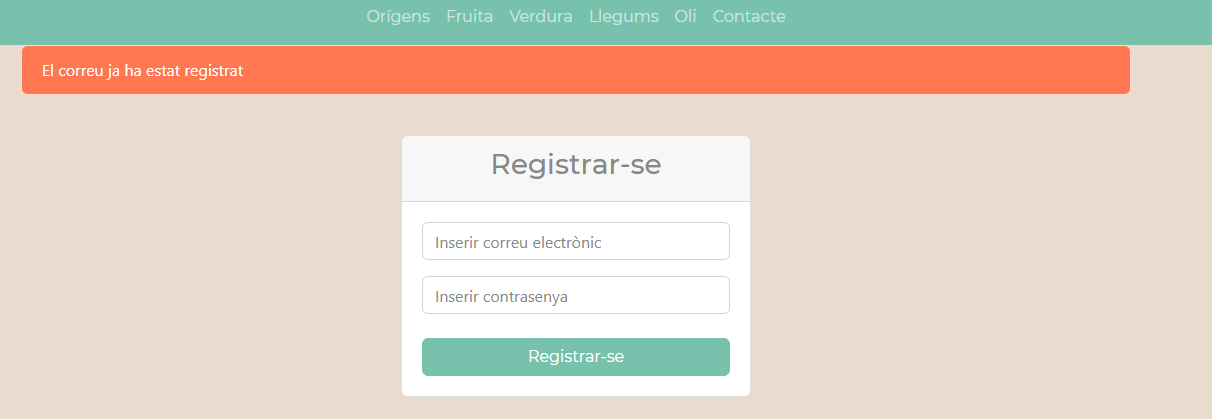 Orígens Fruita Verdura Llegums Oli Contacte
El correu ja ha estat registrat
Registrar-se
Inserir correu electrònic
Inserir contrasenya
Registrar-se